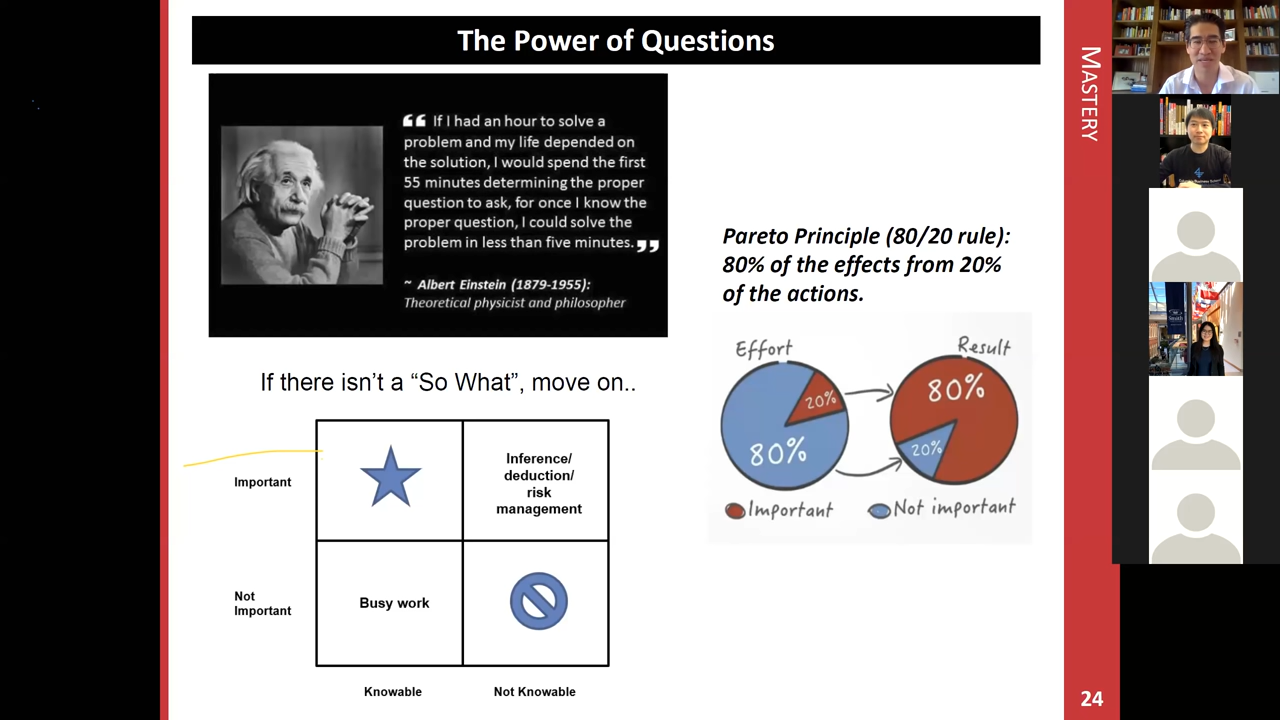 The Power of Questions
MASTERY
“ If I had an hour to solve a
problem and my life depended on
the solution, I would spend the first
55 minutes determining the proper
question to ask, for once I know the
proper question, I could solve the
problem in less than five minutes. ”
~ Albert Einstein (1879-1955):
Theoretical physicist and philosopher
Pareto Principle (80/20 rule):
80% of the effects from 20%
of the actions.
Effort
Result
20%
80%
80%
20%
Important
Not important
If there isn’t a “So What”, move on..
Important
Inference/
deduction/
risk
management
Not
Important
Busy work
Knowable
Not Knowable
24